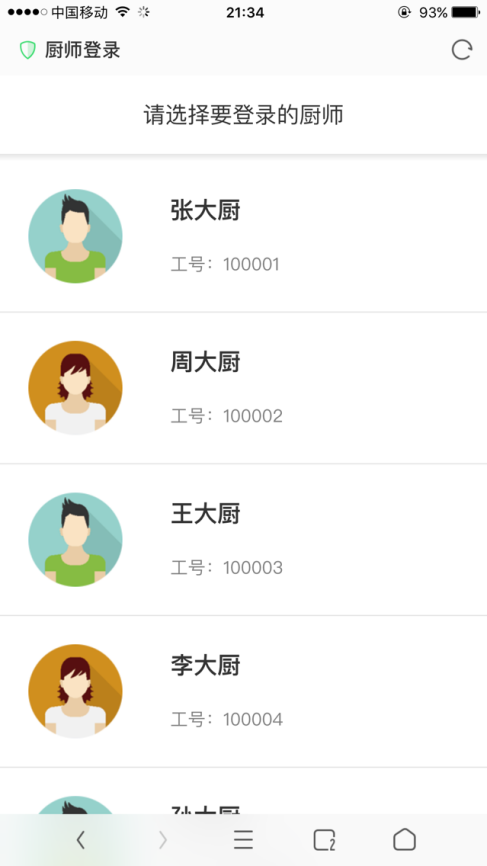 中国移动 21:34 93%
厨师登录
请选择要登录的厨师
张大厨
工号：100001
周大厨
工号：100002
王大厨
工号：100003
李大厨
工号：100004
孙大厨
2